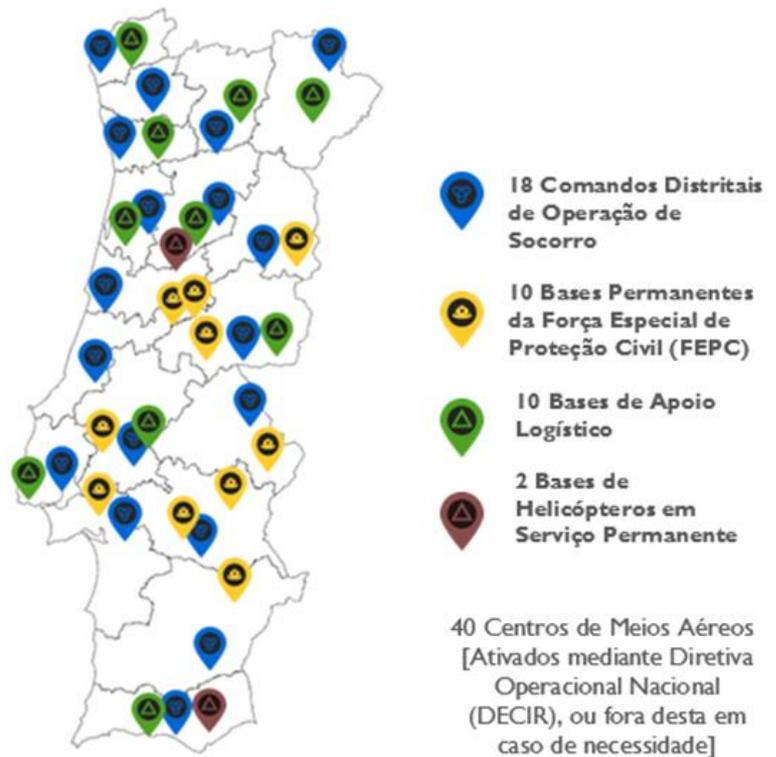 18 Comandos Distritais
de Operação de
Socorro
10 Bases Permanentes
da Força Especial de
Proteção Civil (FEPC)
10 Bases de Apoio
Logístico
2 Bases de
Helicópteros em
Serviço Permanente
40 Centros de Meios Aéreos
[Ativados mediante Diretiva
Operacional Nacional
(DECIR), ou fora desta em
caso de necessidade]